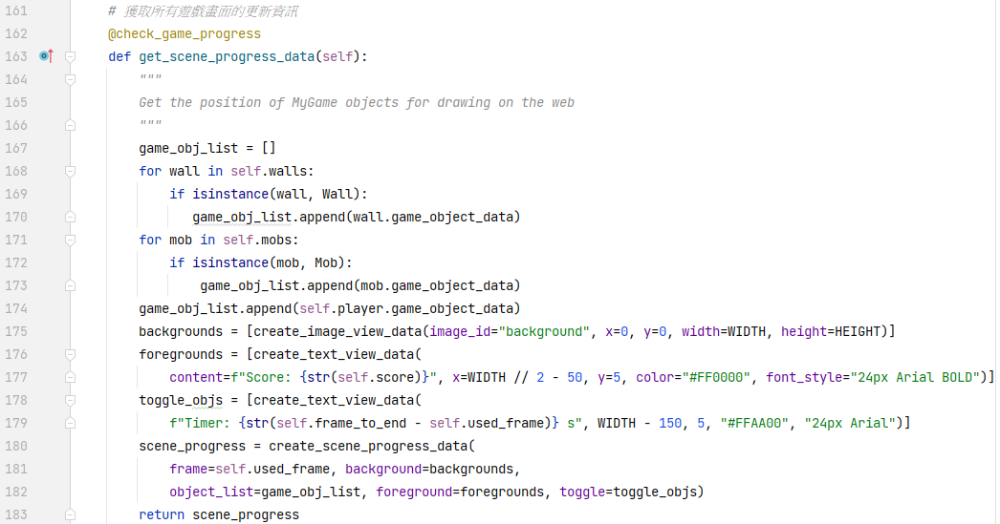 161 # 獲取所有遊戲畫面的更新資訊
162 @check_game_progress
163 def get_scene_progress_data(self):
164 """
165 Get the position of MyGame objects for drawing on the web
166 """
167 game_obj_list = []
168 for wall in self.walls:
169 if isinstance(wall, Wall):
170 game_obj_list.append(wall.game_object_data)
171 for mob in self.mobs:
172 if isinstance(mob, Mob):
173 game_obj_list.append(mob.game_object_data)
174 game_obj_list.append(self.player.game_object_data)
175 backgrounds = [create_image_view_data(image_id="background", x=0, y=0, width=WIDTH, height=HEIGHT)]
176 foregrounds = [create_text_view_data(
177 content=f"Score: {str(self.score)}", x=WIDTH // 2 - 50, y=5, color="#FF0000", font_style="24px Arial BOLD")]
178 toggle_objs = [create_text_view_data(
179 f"Timer: {str(self.frame_to_end - self.used_frame)} s", WIDTH - 150, 5, "#FFAA00", "24px Arial")]
180 scene_progress = create_scene_progress_data(
181 frame=self.used_frame, background=backgrounds,
182 object_list=game_obj_list, foreground=foregrounds, toggle=toggle_objs)
183 return scene_progress